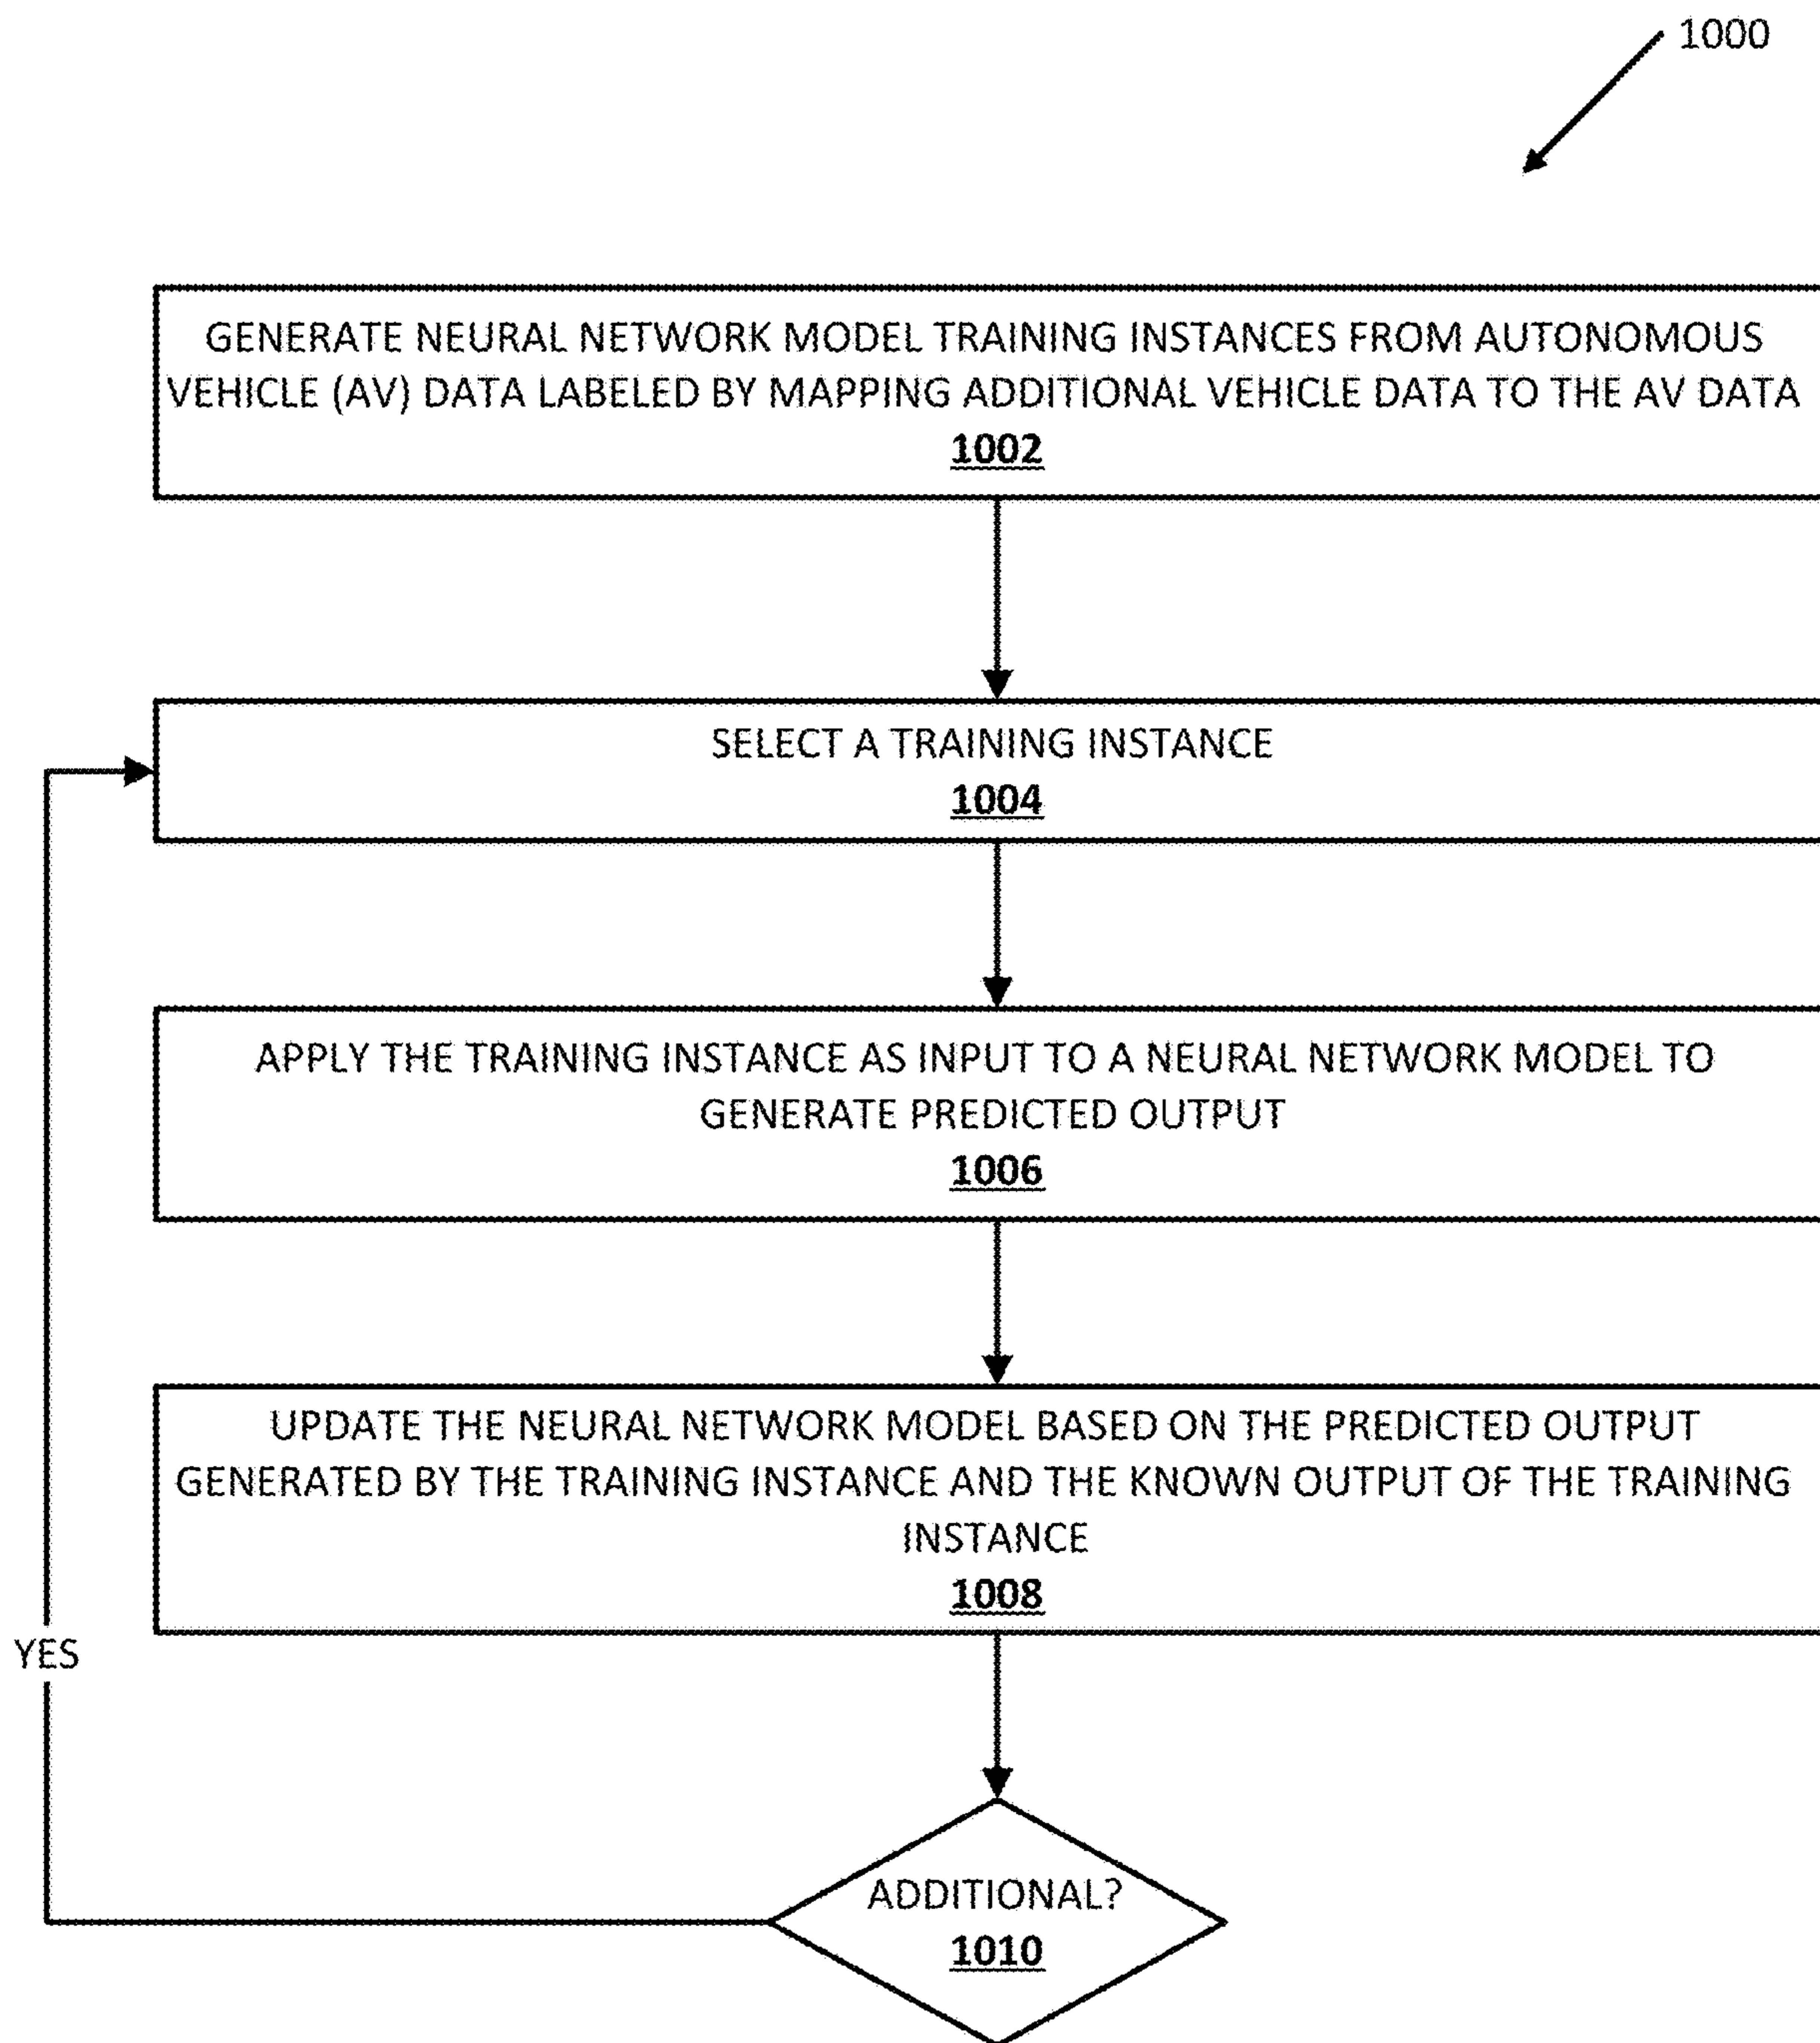 1000
GENERATE NEURAL NETWORK MODEL TRAINING INSTANCES FROM AUTONOMOUS
VEHICLE (AV) DATA LABELED BY MAPPING ADDITIONAL VEHICLE DATA TO THE AV DATA
1002
SELECT A TRAINING INSTANCE
1004
APPLY THE TRAINING INSTANCE AS INPUT TO A NEURAL NETWORK MODEL TO
GENERATE PREDICTED OUTPUT
1006
UPDATE THE NEURAL NETWORK MODEL BASED ON THE PREDICTED OUTPUT
GENERATED BY THE TRAINING INSTANCE AND THE KNOWN OUTPUT OF THE TRAINING
INSTANCE
1008
YES
ADDITIONAL?
1010